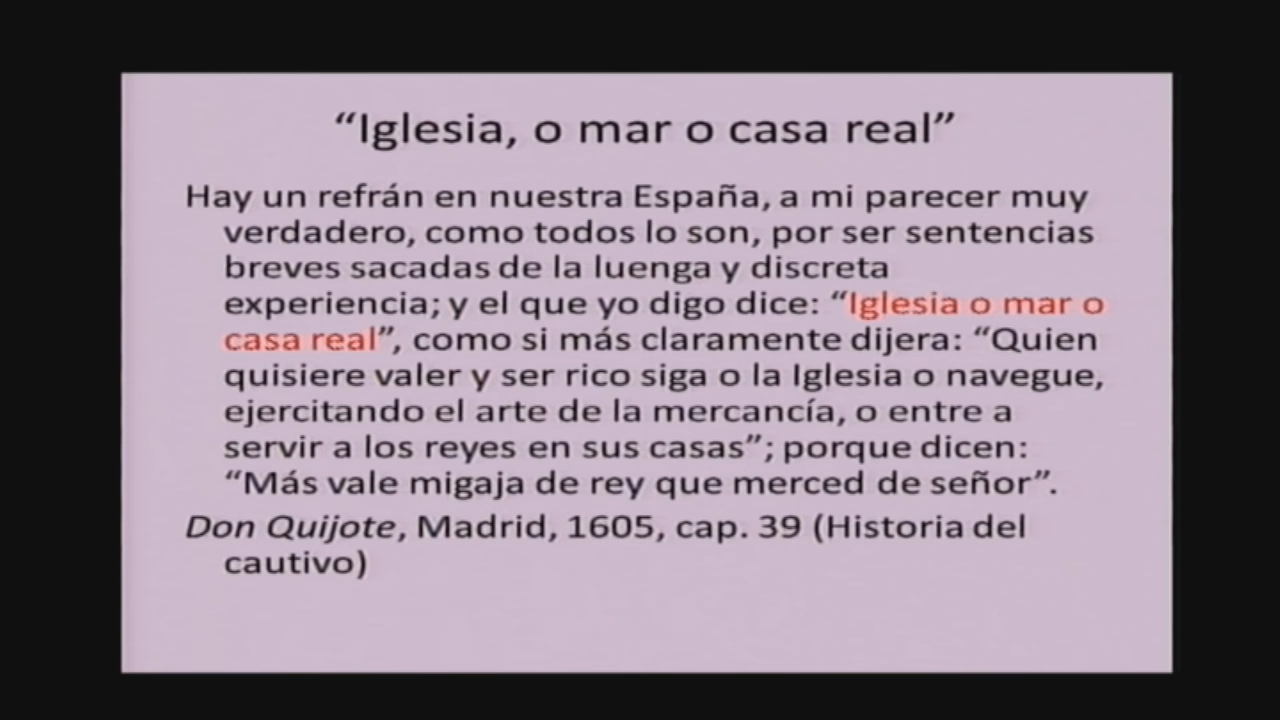 “Iglesia, o mar o casa real”
Hay un refrán en nuestra España, a mi parecer muy
verdadero, como todos lo son, por ser sentencias
breves sacadas de la luenga y discreta
experiencia; y el que yo digo dice: “Iglesia o mar o
casa real”, como si más claramente dijera: “Quien
quisiere valer y ser rico siga o la Iglesia o navegue,
ejercitando el arte de la mercancía, o entre a
servir a los reyes en sus casas”; porque dicen:
“Más vale migaja de rey que merced de señor”.
Don Quijote, Madrid, 1605, cap. 39 (Historia del
cautivo)